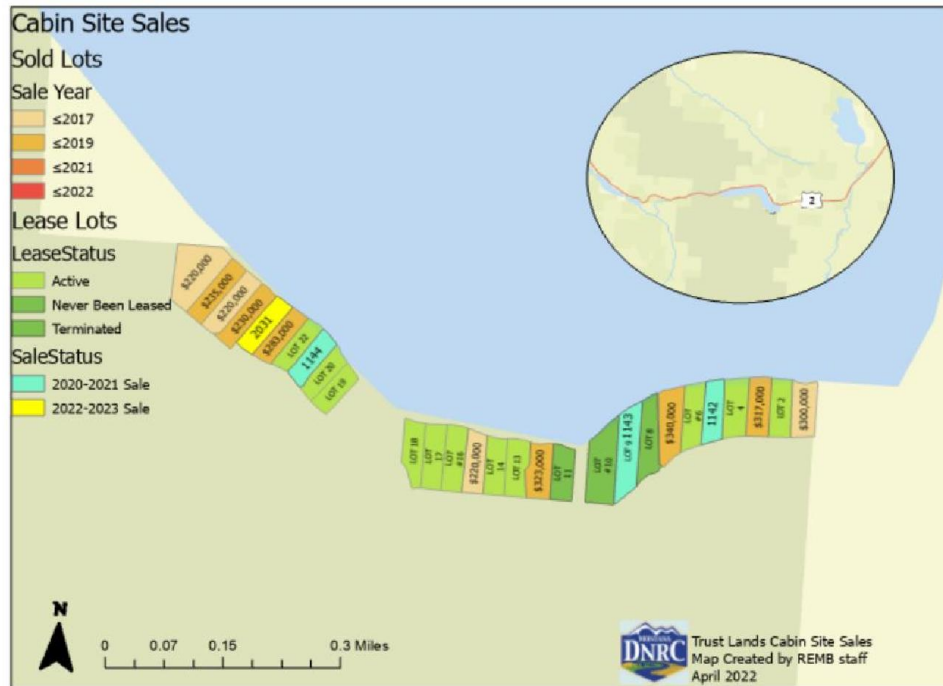 Cabin Site Sales
Sold Lots
Sale Year
≤2017
≤2019
≤2021
≤2022
Lease Lots
LeaseStatus
Active
Never Been Leased
Terminated
SaleStatus
2020-2021 Sale
2022-2023 Sale
2
$220,000
$235,000
$220,000
$230,000
2031
$283,000
LOT 22
1144
LOT 20
LOT 19
LOT 18
LOT
17
LOT
#16
$220,000
LOT
14
LOT 13
$323,000
LOT
11
LOT
#10
LOT 9 1143
LOT 8
$340,000
LOT
#6
1142
LOT
4
$317,000
LOT 2
$300,000
N
0 0.07 0.15 0.3 Miles
MONTANA
DNRC
Trust Lands Cabin Site Sales
Map Created by REMB staff
April 2022